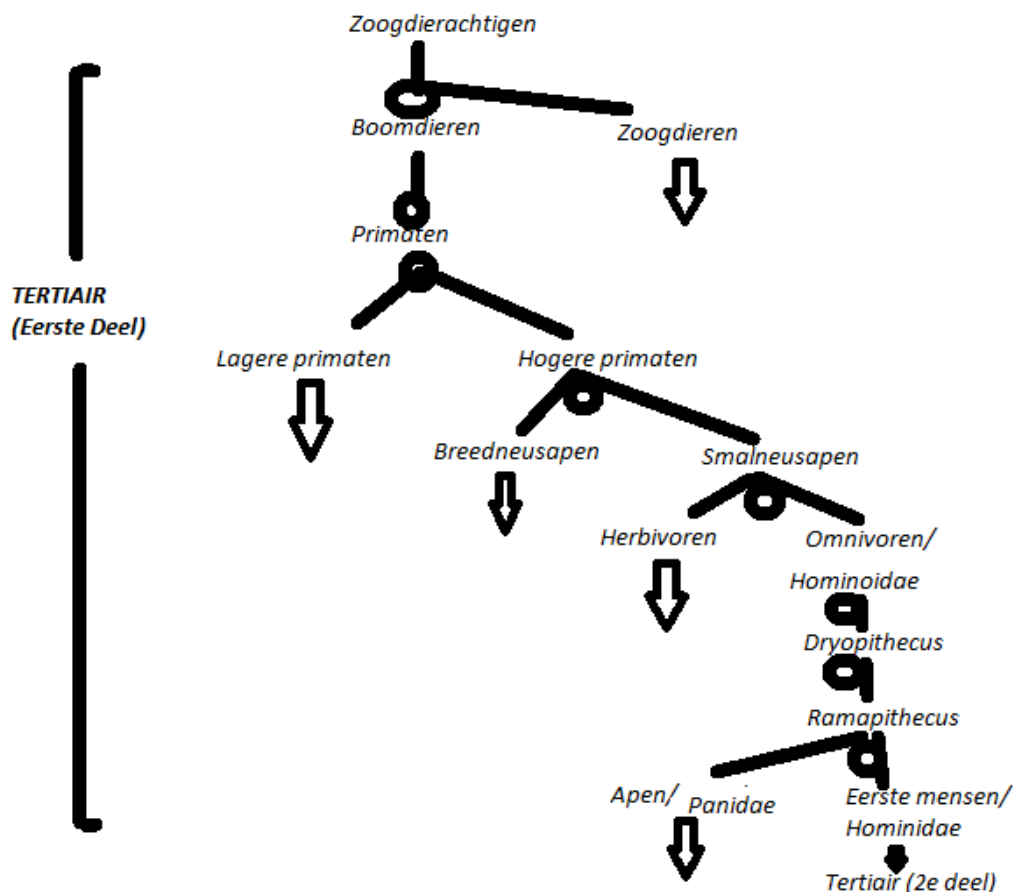 Zoogdierachtigen
Boomdieren
Zoogdieren
Primaten
TERTIAIR
(Eerste Deel)
Lagere primaten
Hogere primaten
Breedneusapen
Smalneusapen
Herbivoren
Omnivoren/
Hominoidae
Dryopithecus
Ramapithecus
Apen/
Panidae
Eerste mensen/
Hominidae
Tertiair (2e deel)